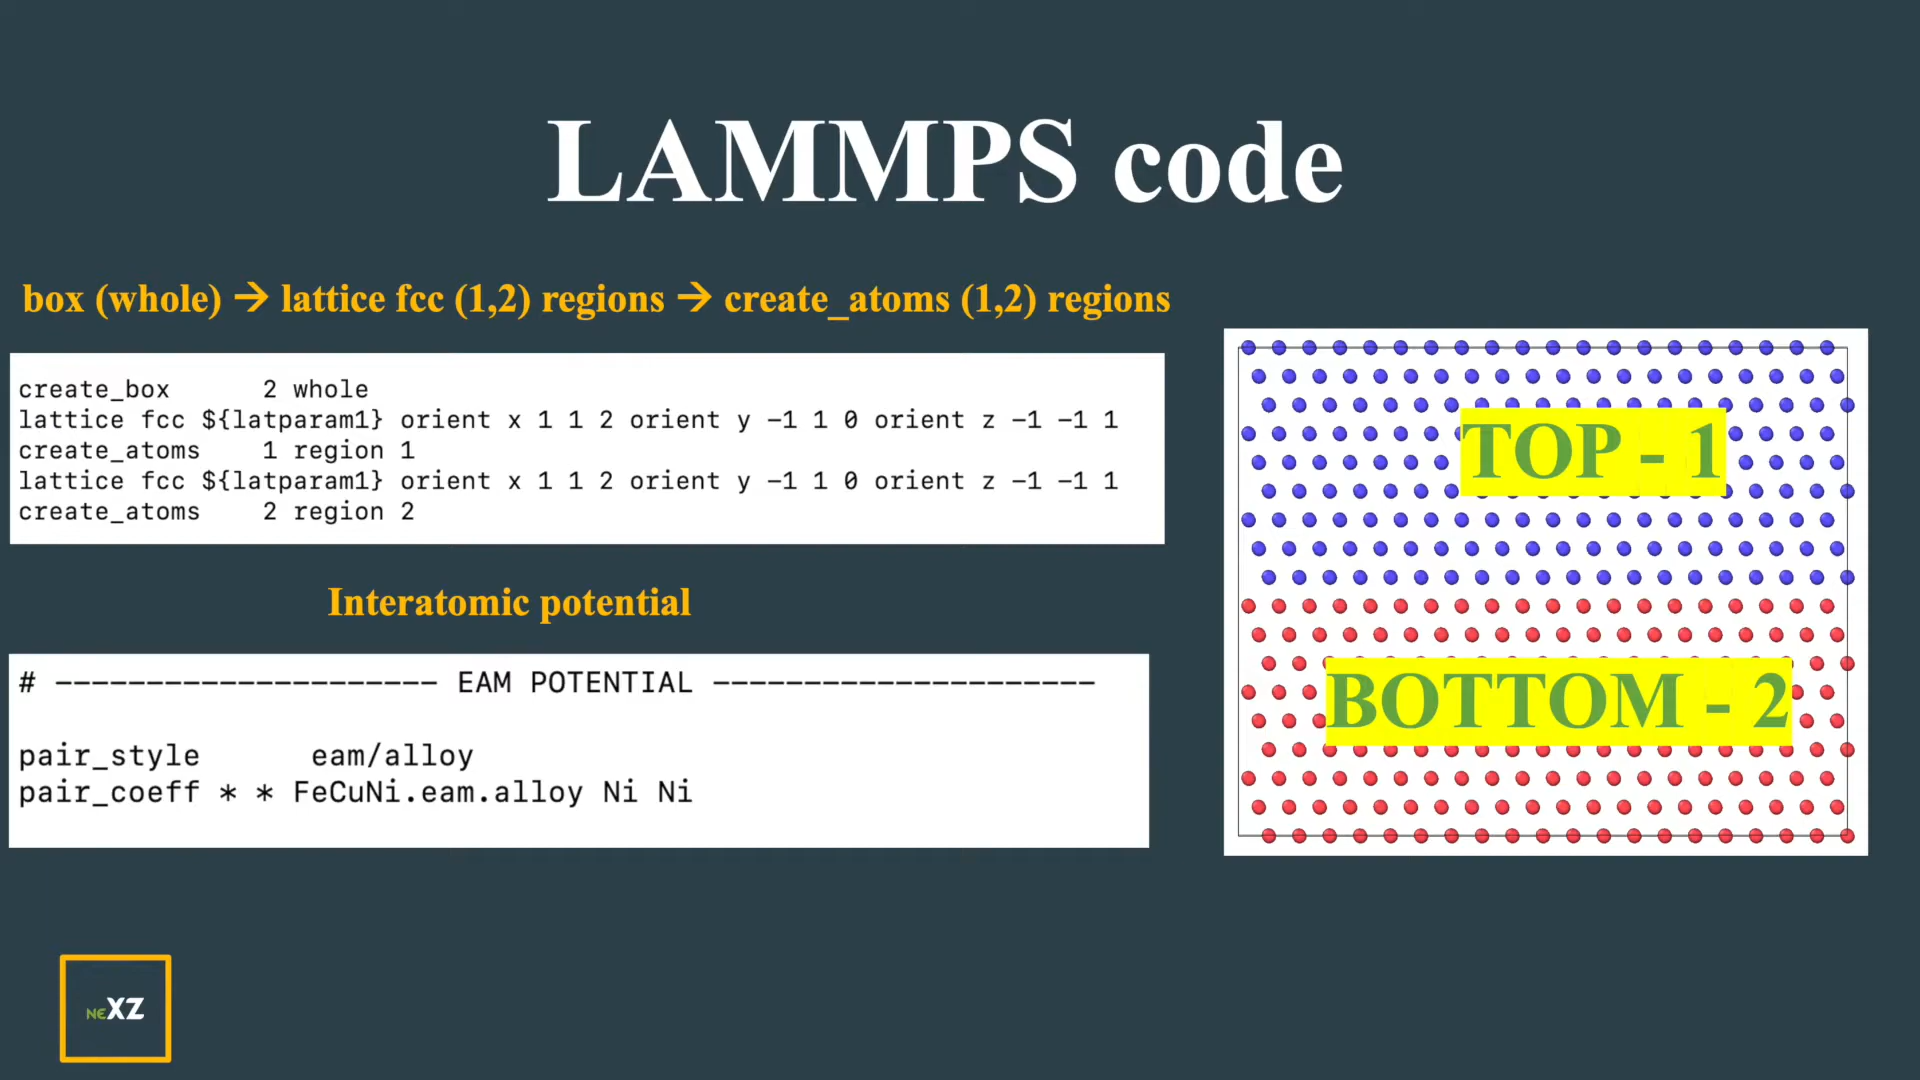 LAMMPS code
box (whole) → lattice fcc (1,2) regions → create_atoms (1,2) regions
create_box 2 whole
lattice fcc ${latparam1} orient x 1 1 2 orient y -1 1 0 orient z -1 -1 1
create_atoms 1 region 1
lattice fcc ${latparam1} orient x 1 1 2 orient y -1 1 0 orient z -1 -1 1
create_atoms 2 region 2
Interatomic potential
# --------------------- EAM POTENTIAL ---------------------
pair_style eam/alloy
pair_coeff * * FeCuNi.eam.alloy Ni Ni
TOP - 1
BOTTOM - 2
NEXZ